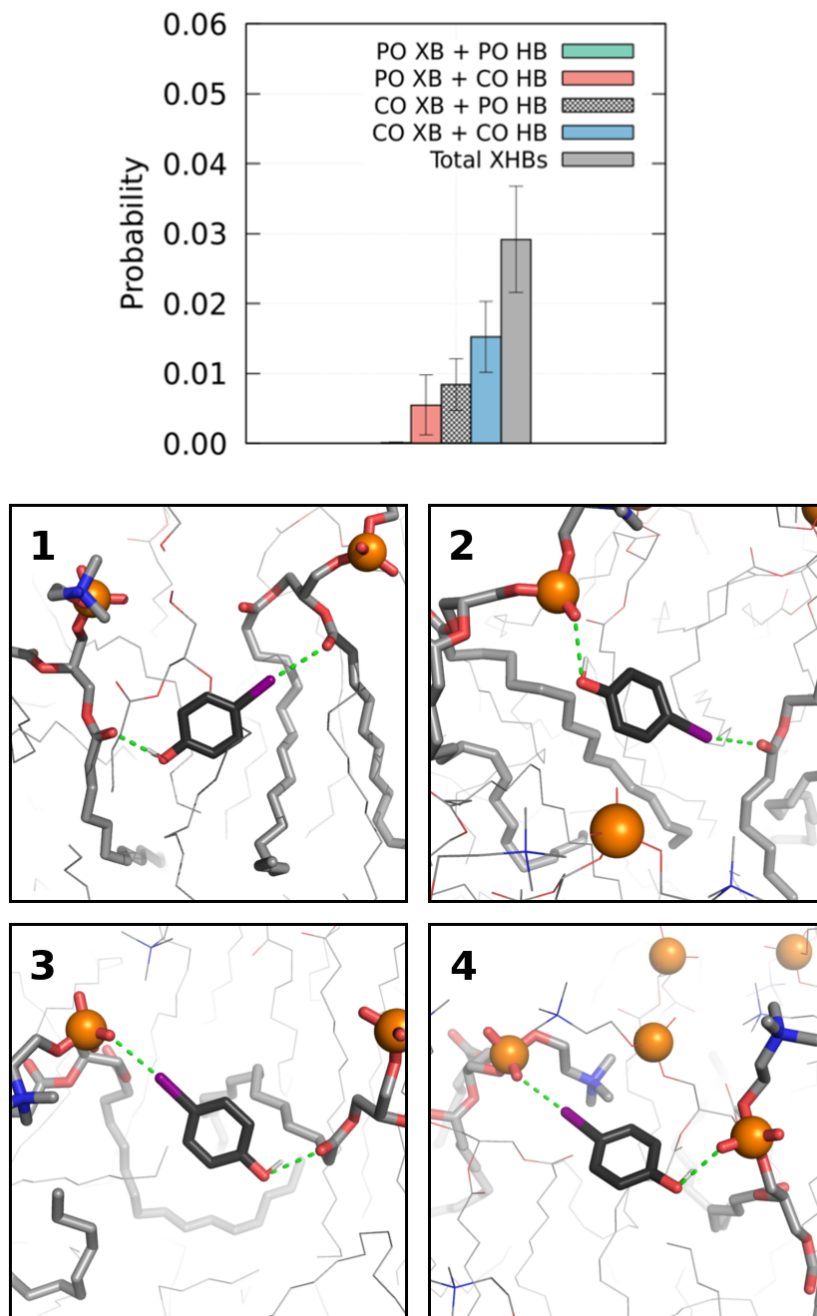 0.06
PO XB + PO HB
0.05
PO XB + CO HB
CO XB + PO HB
CO XB + CO HB
0.04
Total XHBs
Probability
0.03
0.02
0.01
0.00
1
2
3
4